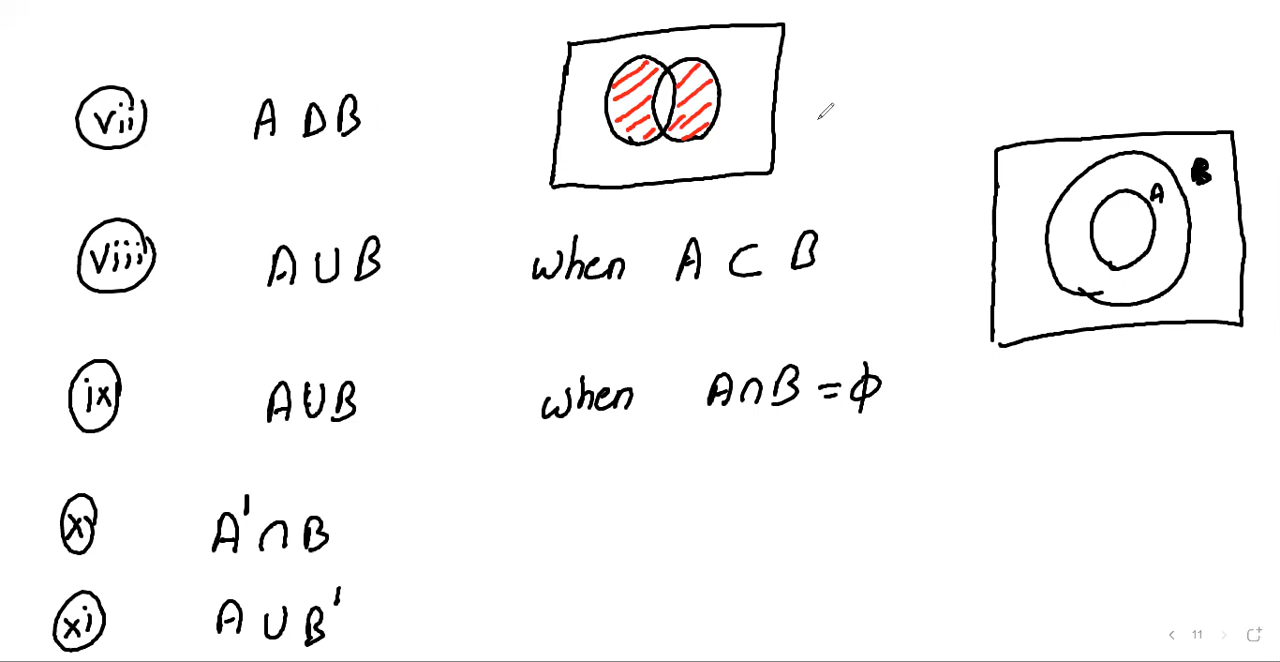 vii A Δ B
A B
viii A ∪ B when A ⊂ B
ix A ∪ B when A ∩ B = ϕ
x A' ∩ B
xi A ∪ B'
11